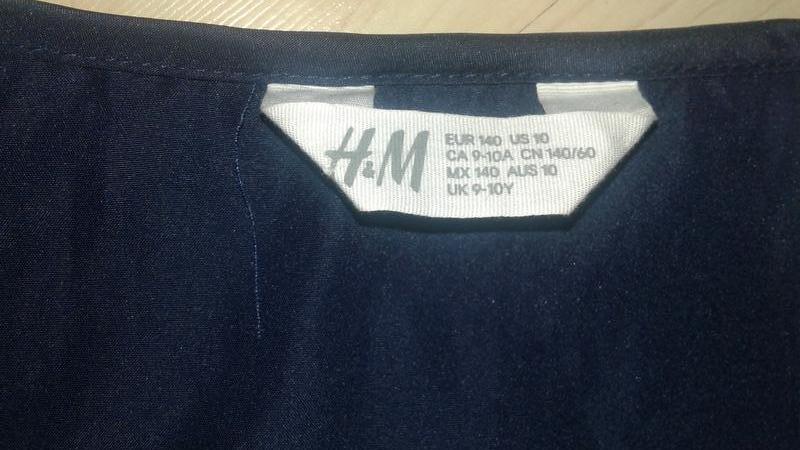 H&M
EUR 140 US 10
CA 9-10A CN 140/60
MX 140 AUS 10
UK 9-10Y